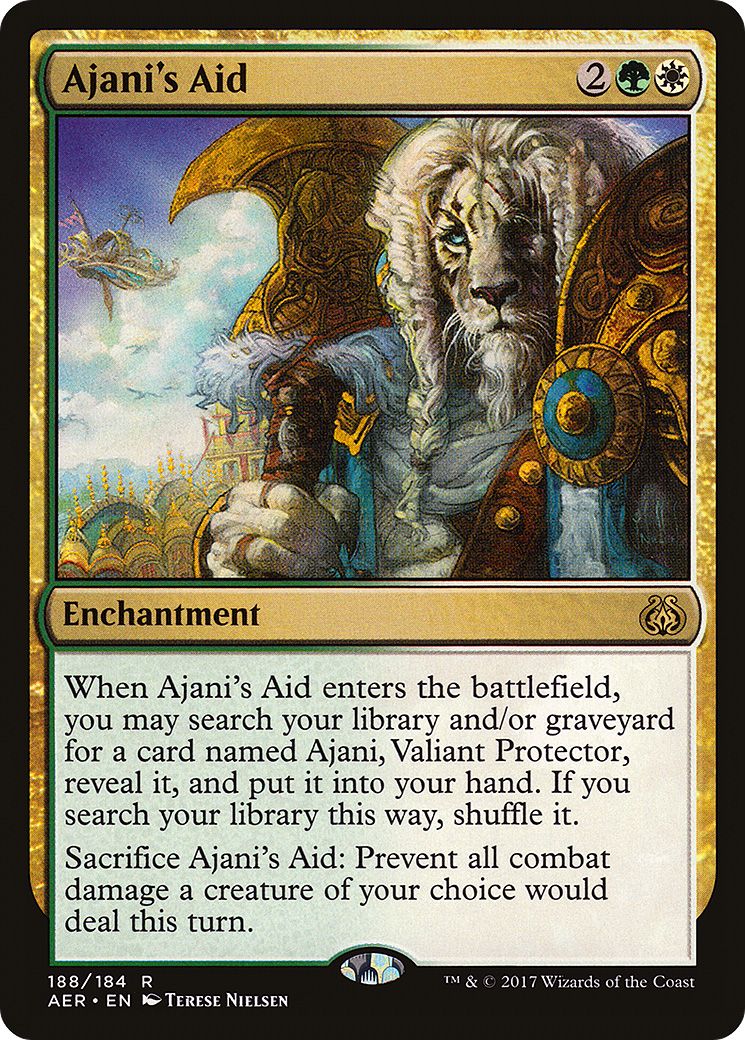 Ajani's Aid 2
Enchantment
When Ajani's Aid enters the battlefield,
you may search your library and/or graveyard
for a card named Ajani, Valiant Protector,
reveal it, and put it into your hand. If you
search your library this way, shuffle it.
Sacrifice Ajani's Aid: Prevent all combat
damage a creature of your choice would
deal this turn.
188/184 R
™ & © 2017 Wizards of the Coast
AER • EN Terese Nielsen